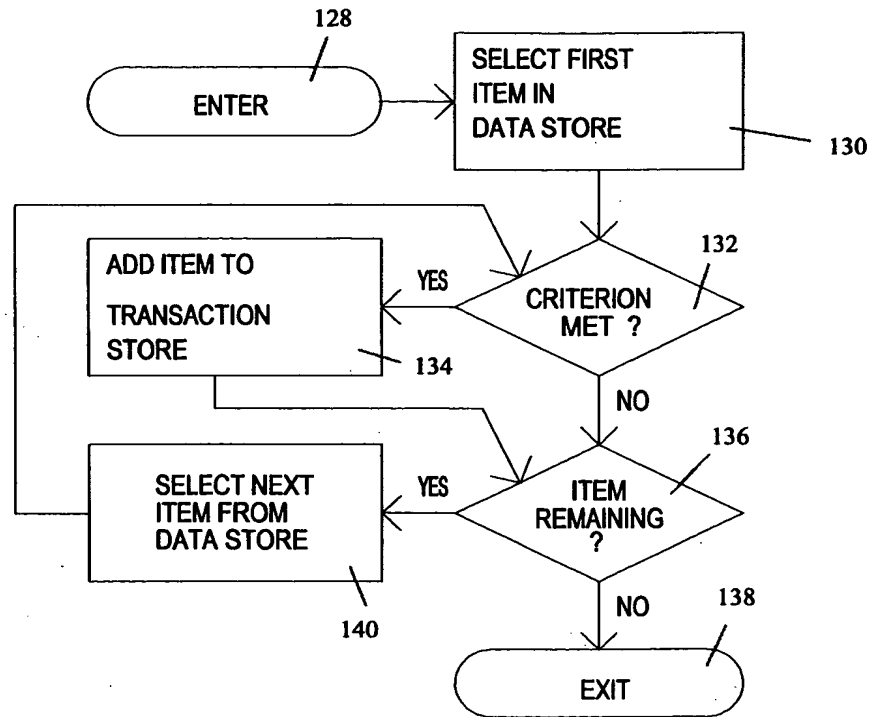 128
ENTER
SELECT FIRST
ITEM IN
DATA STORE
130
132
CRITERION
MET ?
YES
ADD ITEM TO
TRANSACTION
STORE
134
NO
136
ITEM
REMAINING
?
YES
SELECT NEXT
ITEM FROM
DATA STORE
140
NO
138
EXIT